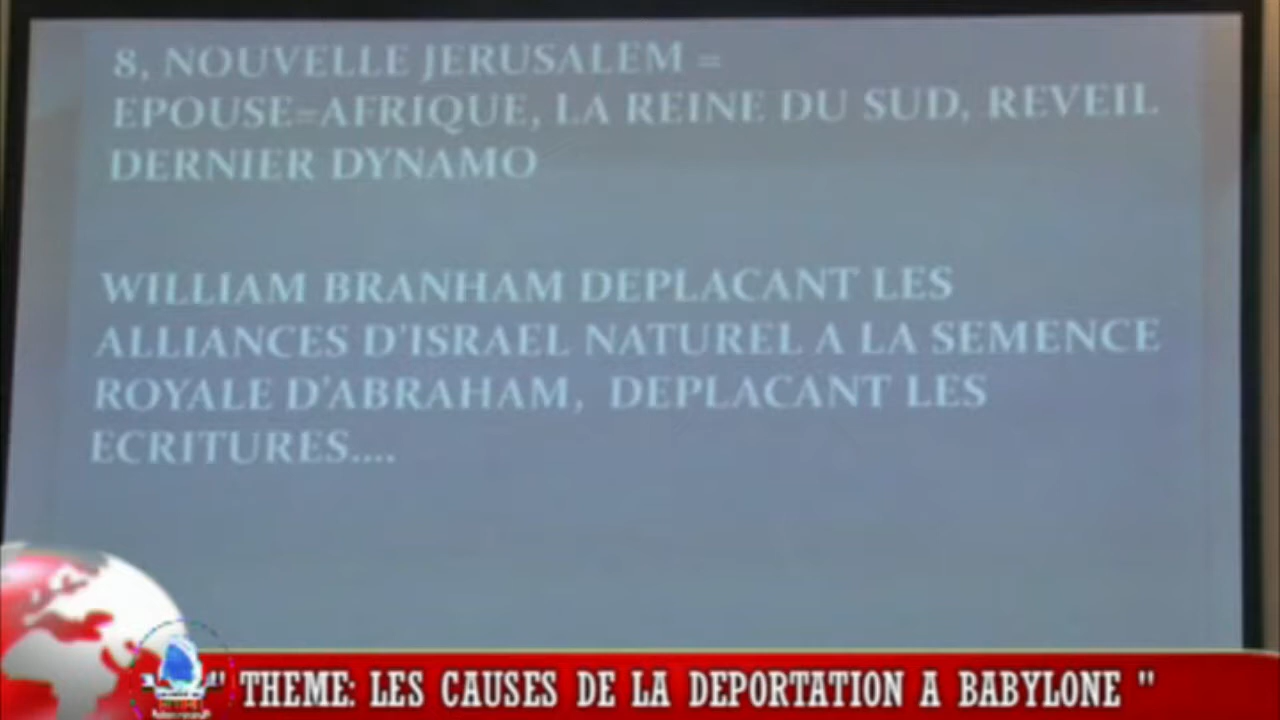 8, NOUVELLE JERUSALEM =
EPOUSE=AFRIQUE, LA REINE DU SUD, REVEIL
DERNIER DYNAMO
WILLIAM BRANHAM DEPLACANT LES
ALLIANCES D'ISRAEL NATUREL A LA SEMENCE
ROYALE D'ABRAHAM, DEPLACANT LES
ECRITURES....
" THEME: LES CAUSES DE LA DEPORTATION A BABYLONE "